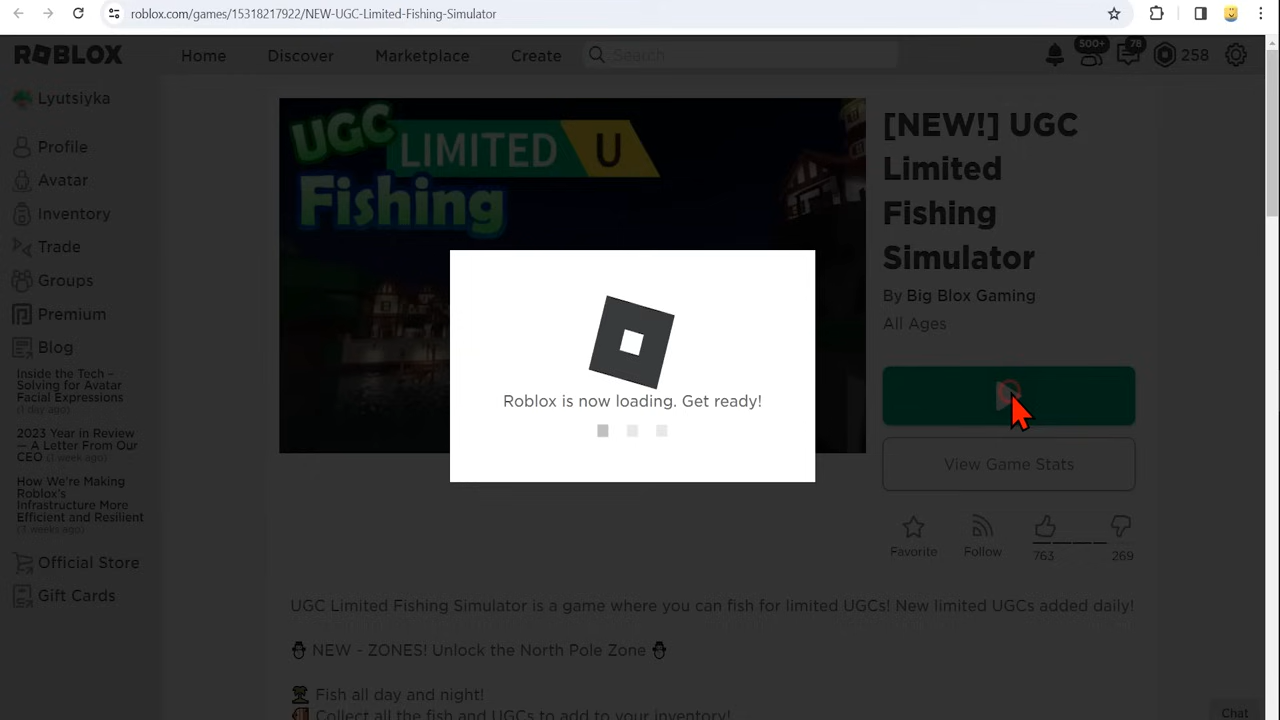 roblox.com/games/15318217922/NEW-UGC-Limited-Fishing-Simulator
ROBLOX
Home
Discover
Marketplace
Create
Search
500+
78
258
Lyutsiyka
Profile
Avatar
Inventory
Trade
Groups
Premium
Blog
Inside the Tech –
Solving for Avatar
Facial Expressions
(1 day ago)
2023 Year in Review
— A Letter From Our
CEO (1 week ago)
How We're Making
Roblox's
Infrastructure More
Efficient and Resilient
(3 weeks ago)
Official Store
Gift Cards
UGC
LIMITED U
Fishing
[NEW!] UGC
Limited
Fishing
Simulator
By Big Blox Gaming
All Ages
Roblox is now loading. Get ready!
View Game Stats
Favorite
Follow
763
269
UGC Limited Fishing Simulator is a game where you can fish for limited UGCs! New limited UGCs added daily!
⛄ NEW - ZONES! Unlock the North Pole Zone ⛄
Fish all day and night!
Collect all the fish and UGCs to add to your inventory!
Chat